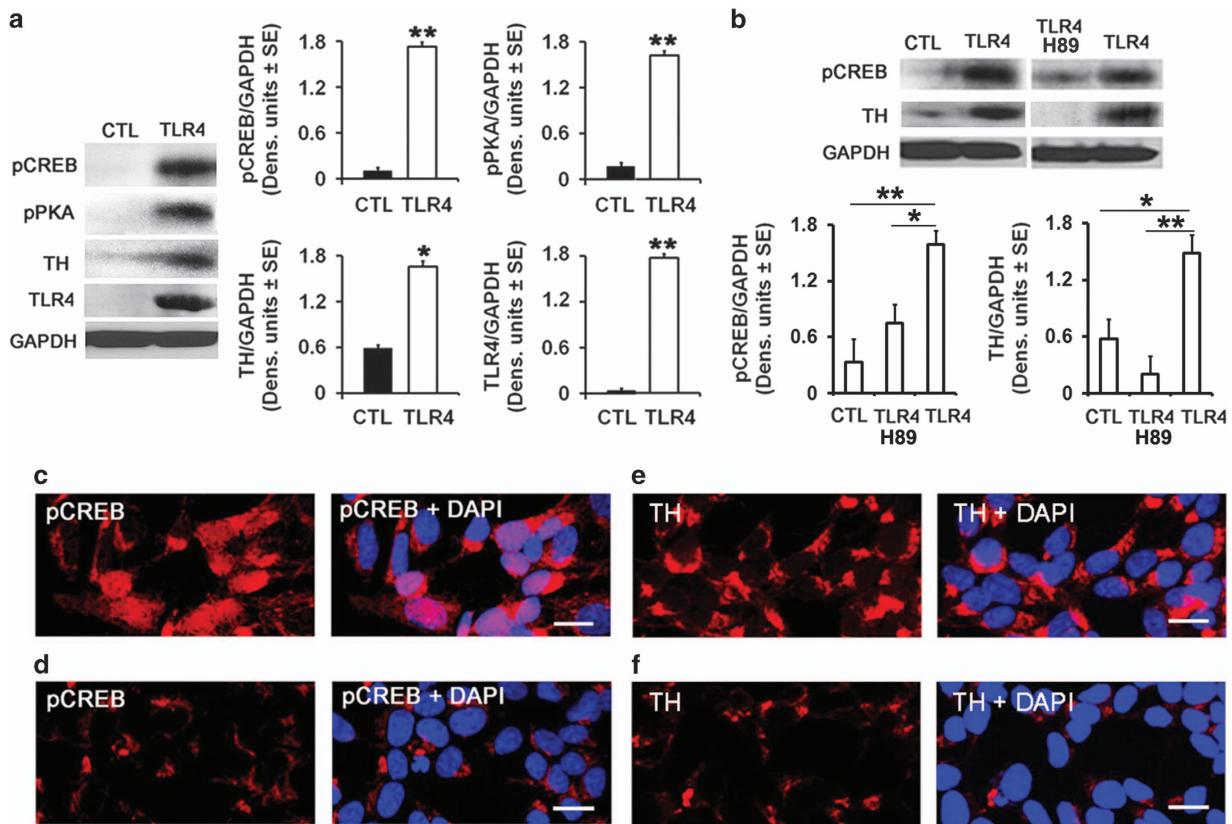 a
CTL TLR4
pCREB
pPKA
TH
TLR4
GAPDH
pCREB/GAPDH
(Dens. units ± SE)
1.8
1.2
0.6
0
**
CTL TLR4
pPKA/GAPDH
(Dens. units ± SE)
1.8
1.2
0.6
0
**
CTL TLR4
TH/GAPDH
(Dens. units ± SE)
1.8
1.2
0.6
0
*
CTL TLR4
TLR4/GAPDH
(Dens. units ± SE)
1.8
1.2
0.6
0
**
CTL TLR4
b
CTL TLR4 TLR4 TLR4
H89
pCREB
TH
GAPDH
pCREB/GAPDH
(Dens. units ± SE)
1.8
1.2
0.6
0
**
*
CTL TLR4 TLR4
H89
TH/GAPDH
(Dens. units ± SE)
1.8
1.2
0.6
0
*
**
CTL TLR4 TLR4
H89
c
pCREB
pCREB + DAPI
e
TH
TH + DAPI
d
pCREB
pCREB + DAPI
f
TH
TH + DAPI